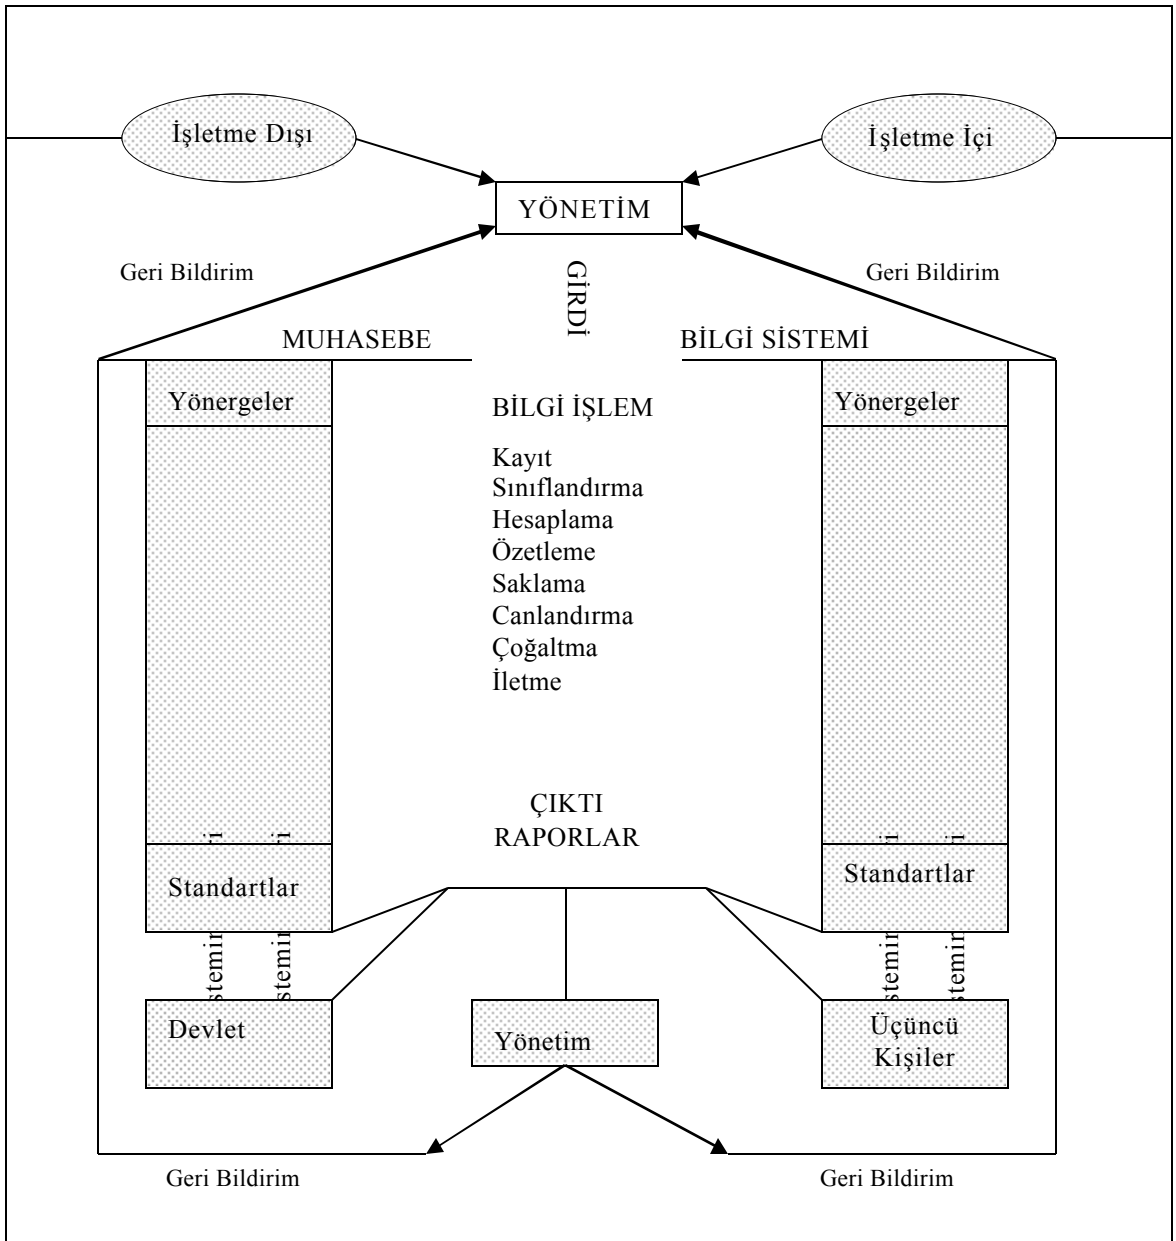 İşletme Dışı
İşletme İçi
YÖNETİM
Geri Bildirim
Geri Bildirim
GİRDİ
MUHASEBE
BİLGİ SİSTEMİ
Yönergeler
Yönergeler
BİLGİ İŞLEM
Kayıt
Sınıflandırma
Hesaplama
Özetleme
Saklama
Canlandırma
Çoğaltma
İletme
ÇIKTI
RAPORLAR
Standartlar
Standartlar
Devlet
Yönetim
Üçüncü
Kişiler
Geri Bildirim
Geri Bildirim